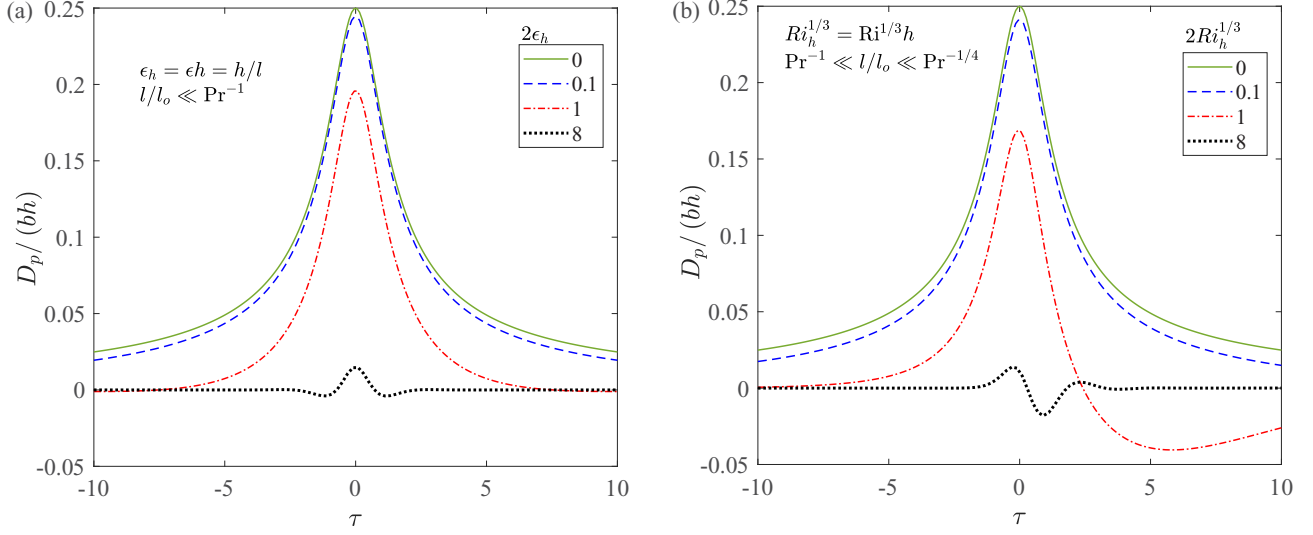 (a)
0.25
0.20
0.15
0.1
0.05
0
-0.05
D_p / (bh)
ϵ_h = ϵh = h/l
l/l_o ≪ Pr^{-1}
2ϵ_h
0
0.1
1
8
-10
-5
0
5
10
τ
(b)
0.25
0.20
0.15
0.1
0.05
0
-0.05
D_p / (bh)
Ri_h^{1/3} = Ri^{1/3}h
Pr^{-1} ≪ l/l_o ≪ Pr^{-1/4}
2Ri_h^{1/3}
0
0.1
1
8
-10
-5
0
5
10
τ